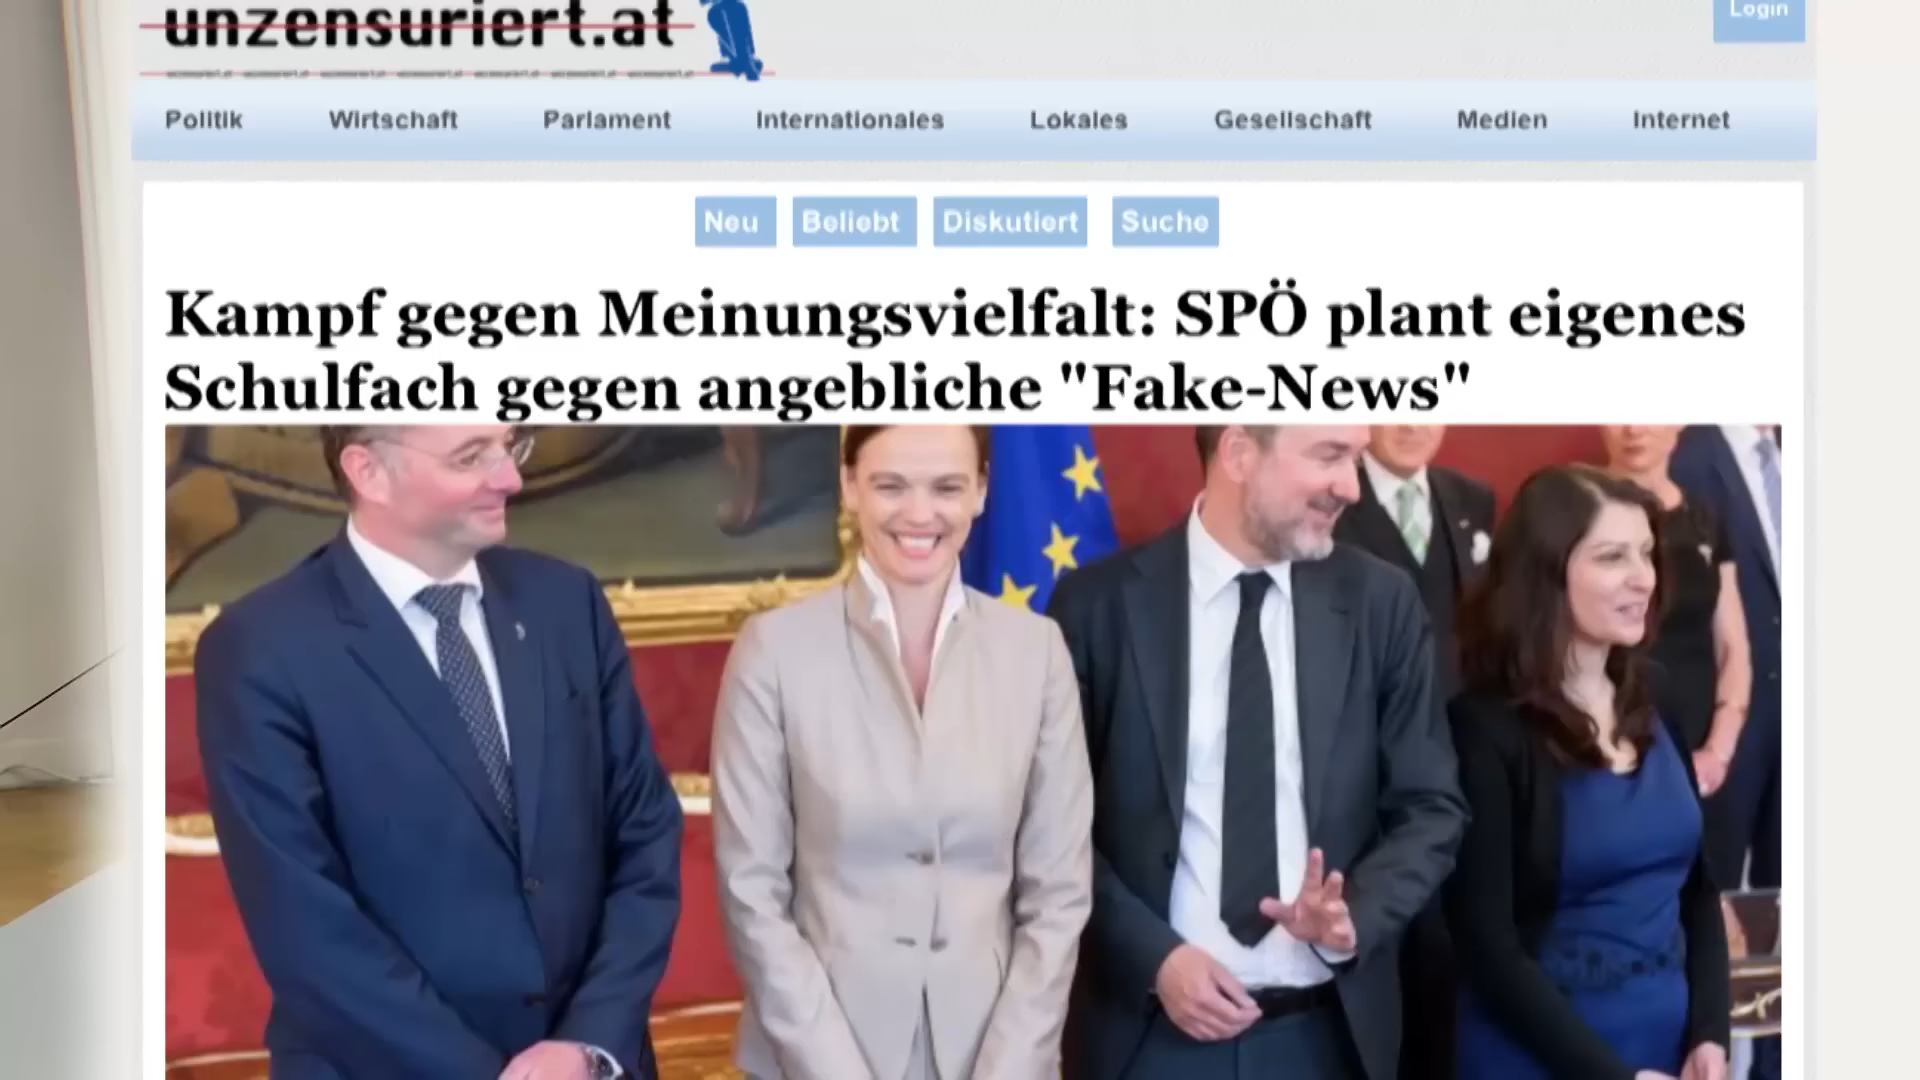 unzensuriert.at
Login
Politik Wirtschaft Parlament Internationales Lokales Gesellschaft Medien Internet
Neu Beliebt Diskutiert Suche
Kampf gegen Meinungsvielfalt: SPÖ plant eigenes
Schulfach gegen angebliche "Fake-News"